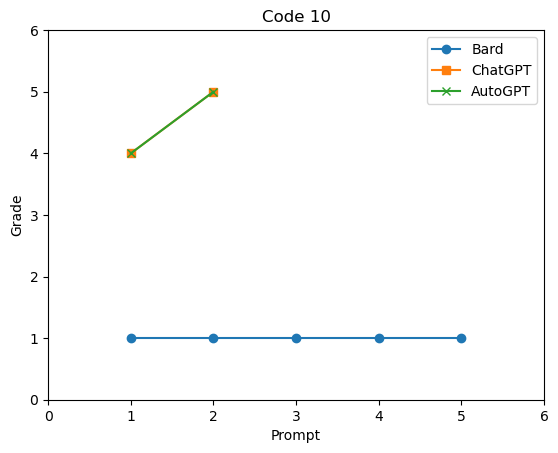 Code 10
Bard
ChatGPT
AutoGPT
Grade
6
5
4
3
2
1
0
0 1 2 3 4 5 6
Prompt